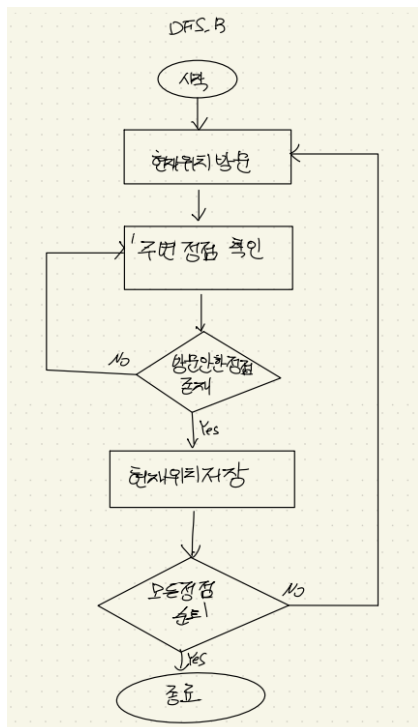 DFS_B
시작
현재위치 방문
주변 정점 확인
방문안한정점
존재
No
Yes
현재위치저장
모든정점
순회
No
Yes
종료